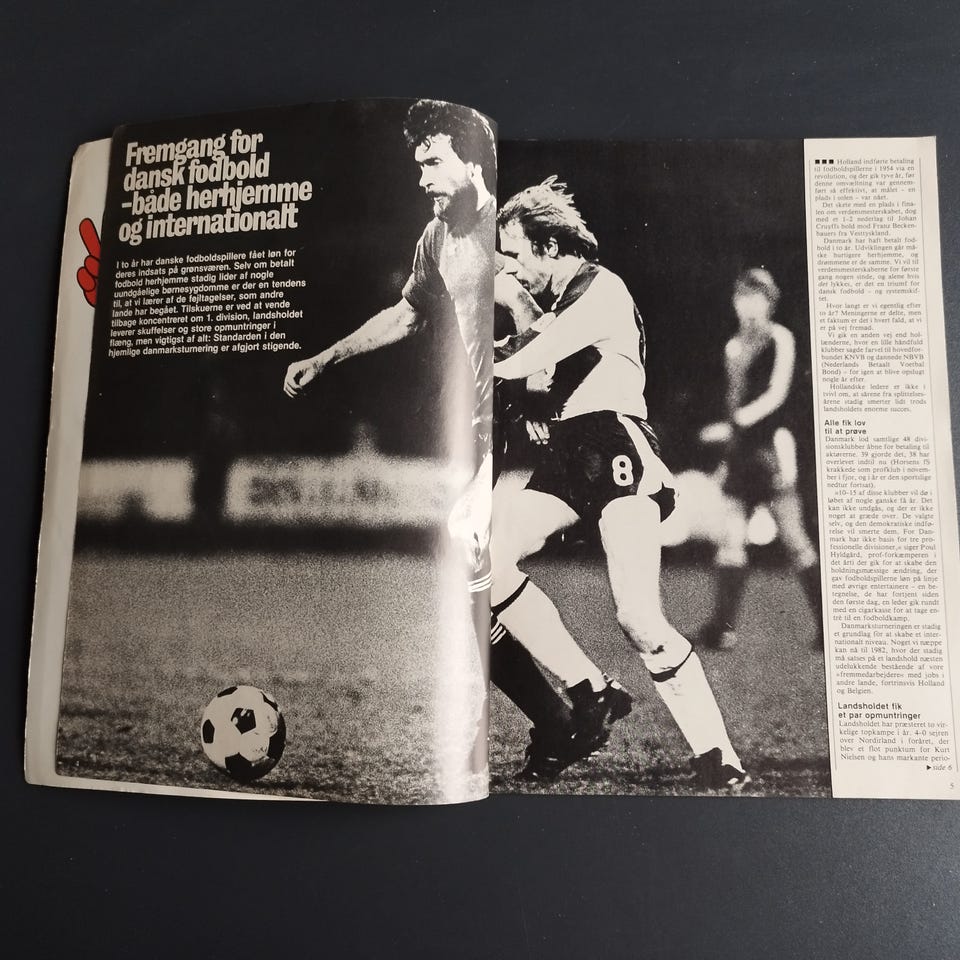 Fremgang for
dansk fodbold
-både herhjemme
og internationalt
I to år har danske fodboldspillere fået løn for
deres indsats på grønsværen. Selv om betalt
fodbold herhjemme stadig lider af nogle
uundgåelige børnesygdomme er der en tendens
til, at vi lærer af de fejltagelser, som andre
lande har begået. Tilskuerne er ved at vende
tilbage koncentreret om 1. division, landsholdet
leverer skuffelser og store opmuntringer i
flæng, men vigtigst af alt: Standarden i den
hjemlige danmarksturnering er afgjort stigende.
8
■■■ Holland indførte betaling
til fodboldspillerne i 1954 via en
revolution, og der gik tyve år, før
denne omvæltning var gennem-
ført så effektivt, at målet - en
plads i solen - var nået.
Det skete med en plads i fina-
len om verdensmesterskabet, dog
med et 1-2 nederlag til Johan
Cruyffs bold mod Franz Becken-
bauers fra Vesttyskland.
Danmark har haft betalt fod-
bold i to år. Udviklingen går må-
ske hurtigere herhjemme, og
drømmene er de samme. Vi vil til
verdensmesterskaberne for første
gang nogen sinde, og alene hvis
det lykkes, er det en triumf for
dansk fodbold - og systemskif-
tet.
Hvor langt er vi egentlig efter
to år? Meningerne er delte, men
et faktum er det i hvert fald, at vi
er på vej fremad.
Vi gik en anden vej end hol-
lænderne, hvor en lille håndfuld
klubber sagde farvel til hovedfor-
bundet KNVB og dannede NBVB
(Nederlands Betaalt Voetbal
Bond) - for igen at blive opslugt
nogle år efter.
Hollandske ledere er ikke i
tvivl om, at sårene fra splittelses-
årene stadig smerter lidt trods
landsholdets enorme succes.
Alle fik lov
til at prøve
Danmark lod samtlige 48 divi-
sionsklubber åbne for betaling til
aktørerne. 39 gjorde det, 38 har
overlevet indtil nu (Horsens fS
krakkede som profklub i novem-
ber i fjor, og i år er den sportslige
nedtur fortsat).
»10-15 af disse klubber vil dø i
løbet af nogle ganske få år. Det
kan ikke undgås, og der er ikke
noget at græde over. De valgte
selv, og den demokratiske indfø-
relse vil smerte dem. For Dan-
mark har ikke basis for tre pro-
fessionelle divisioner,« siger Poul
Hyldgård, prof-forkæmperen i
det årti der gik for at skabe den
holdningsmæssige ændring, der
gav fodboldspillerne løn på linje
med øvrige entertainere - en be-
tegnelse, de har fortjent siden
den første dag, en leder gik rundt
med en cigarkasse for at tage en-
tré til en fodboldkamp.
Danmarksturneringen er stadig
et grundlag for at skabe et inter-
nationalt niveau. Noget vi næppe
kan nå til 1982, hvor der stadig
må satses på et landshold næsten
udelukkende bestående af vore
»fremmedarbejdere« med jobs i
andre lande, fortrinsvis Holland
og Belgien.
Landsholdet fik
et par opmuntringer
Landsholdet har præsteret to vir-
kelige topkampe i år. 4-0 sejren
over Nordirland i foråret, der
blev et flot punktum for Kurt
Nielsen og hans markante perio-
▶side 6
5